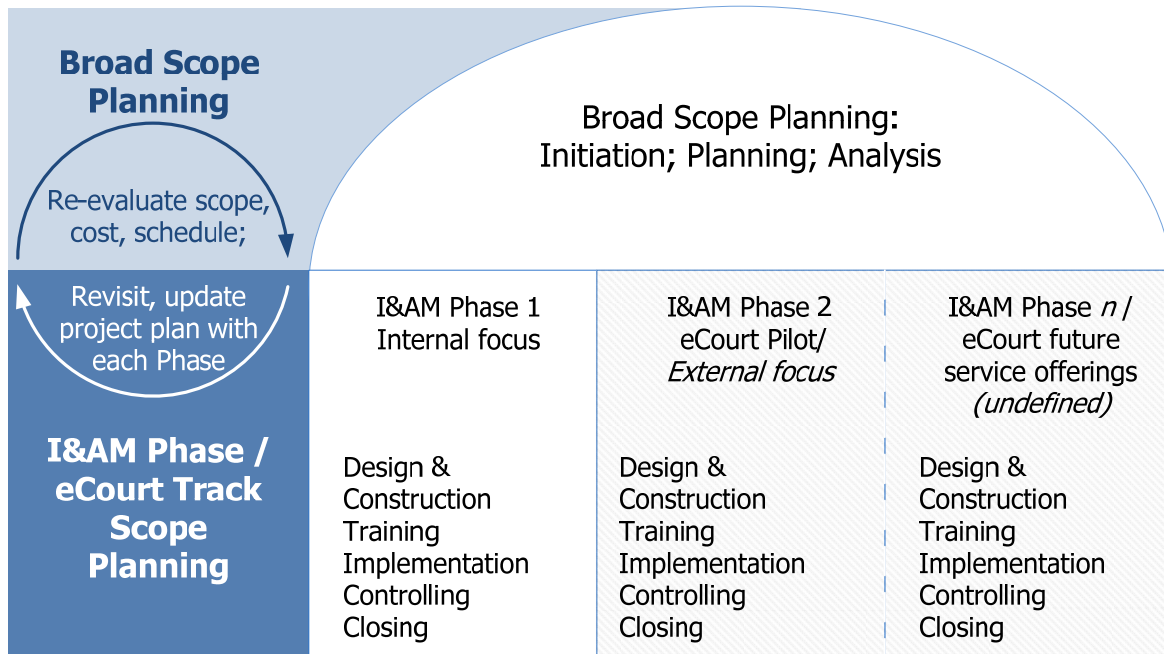 Broad Scope
Planning
Re-evaluate scope,
cost, schedule;
Broad Scope Planning:
Initiation; Planning; Analysis
Revisit, update
project plan with
each Phase
I&AM Phase /
eCourt Track
Scope
Planning
I&AM Phase 1
Internal focus
Design &
Construction
Training
Implementation
Controlling
Closing
I&AM Phase 2
eCourt Pilot/
External focus
Design &
Construction
Training
Implementation
Controlling
Closing
I&AM Phase n /
eCourt future
service offerings
(undefined)
Design &
Construction
Training
Implementation
Controlling
Closing